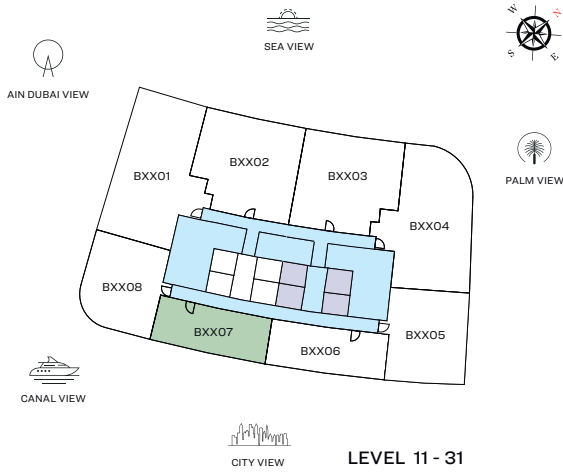 SEA VIEW
W
N
S
E
AIN DUBAI VIEW
PALM VIEW
BXX01
BXX02
BXX03
BXX04
BXX08
BXX07
BXX06
BXX05
CANAL VIEW
CITY VIEW
LEVEL 11 - 31